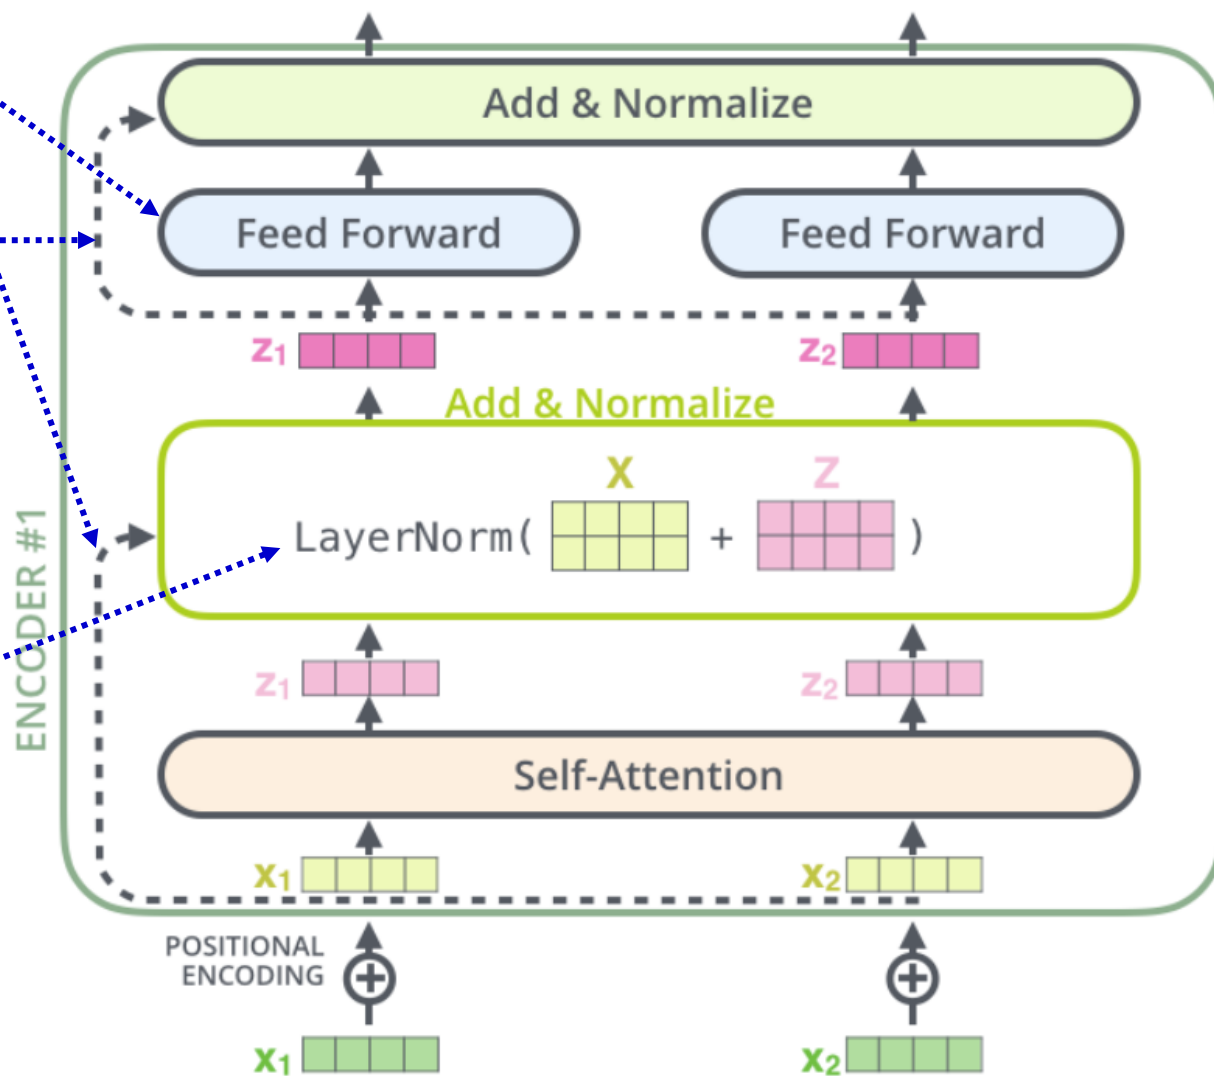 Add & Normalize
Feed Forward Feed Forward
z1 z2
Add & Normalize
X Z
LayerNorm( + )
ENCODER #1
z1 z2
Self-Attention
x1 x2
POSITIONAL
ENCODING
x1 x2